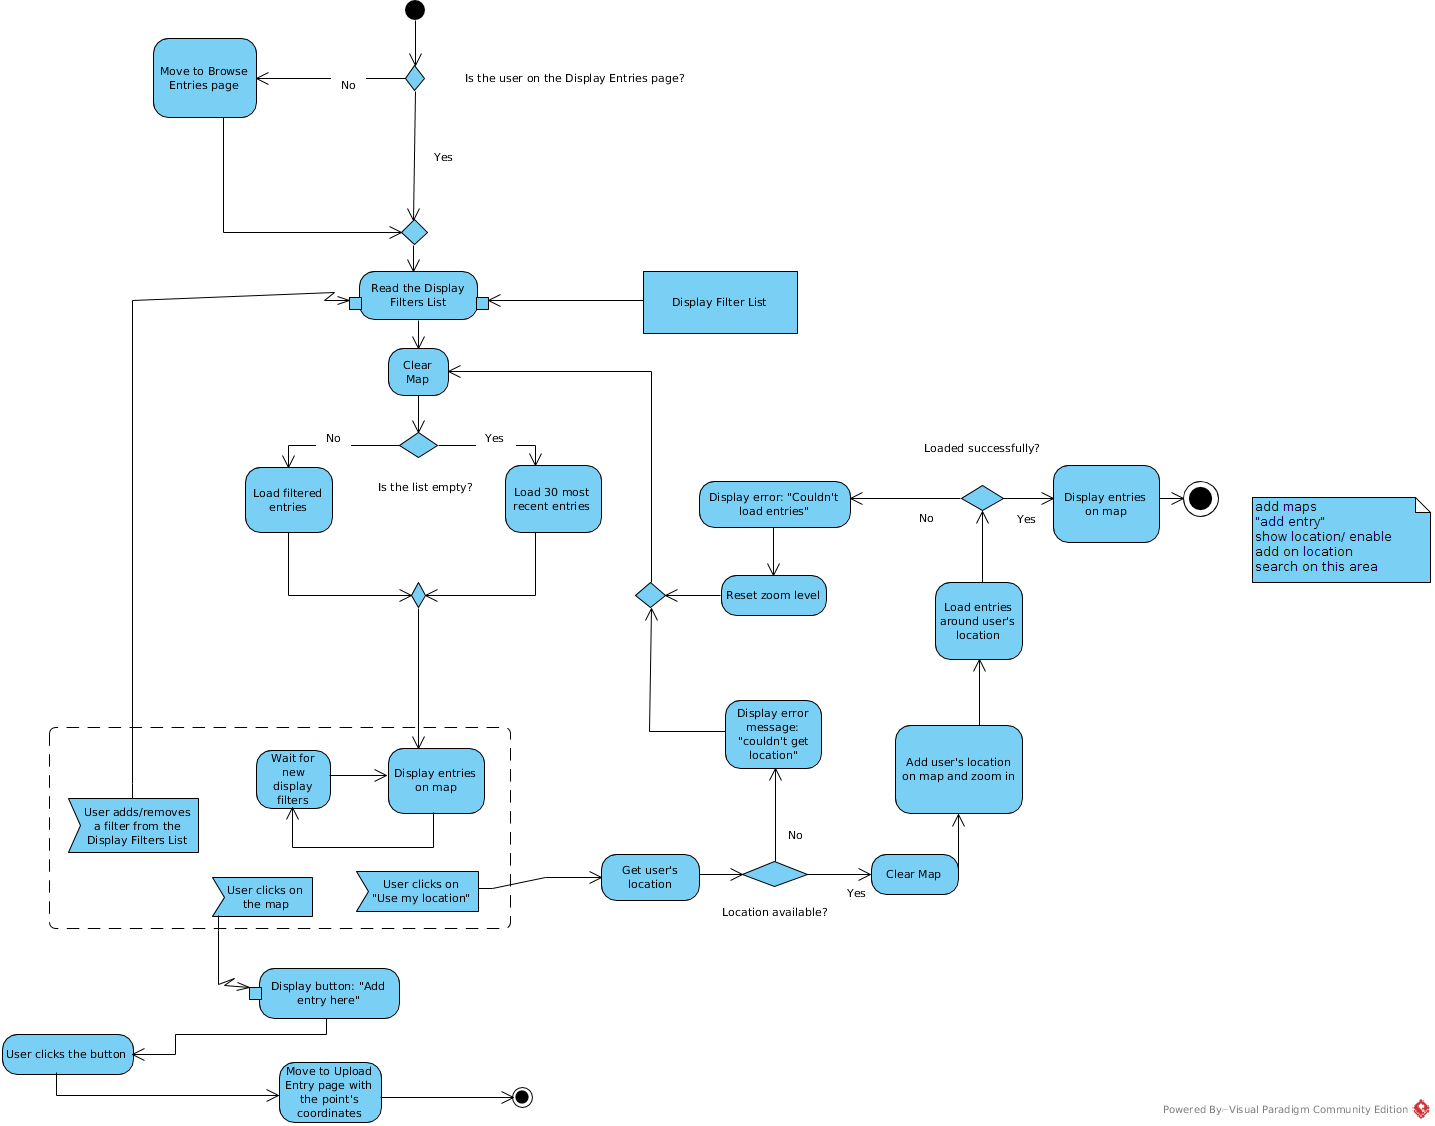 Move to Browse
Entries page
No
Is the user on the Display Entries page?
Yes
Read the Display
Filters List
Display Filter List
Clear
Map
No
Yes
Is the list empty?
Load filtered
entries
Load 30 most
recent entries
Loaded successfully?
Display error: "Couldn't
load entries"
No
Yes
Display entries
on map
add maps
"add entry"
show location/ enable
add on location
search on this area
Reset zoom level
Load entries
around user's
location
Display error
message:
"couldn't get
location"
Add user's location
on map and zoom in
Wait for
new
display
filters
Display entries
on map
User adds/removes
a filter from the
Display Filters List
No
User clicks on
the map
User clicks on
"Use my location"
Get user's
location
Location available?
Yes
Clear Map
Display button: "Add
entry here"
User clicks the button
Move to Upload
Entry page with
the point's
coordinates
Powered By Visual Paradigm Community Edition